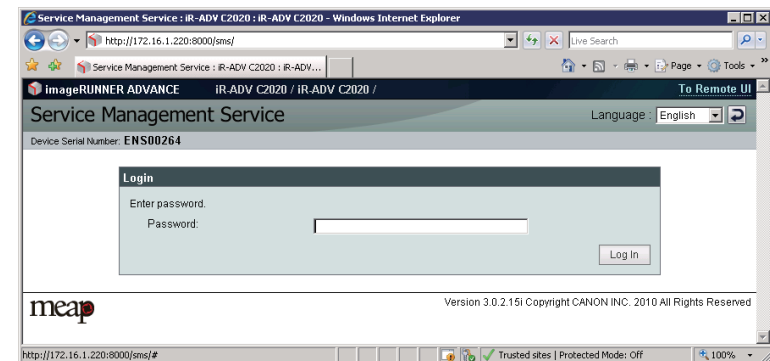 Service Management Service : iR-ADV C2020 : iR-ADV C2020 - Windows Internet Explorer
http://172.16.1.220:8000/sms/
Live Search
Service Management Service : iR-ADV C2020 : iR-ADV...
Page
Tools
imageRUNNER ADVANCE iR-ADV C2020 / iR-ADV C2020 /
To Remote UI
Service Management Service
Language : English
Device Serial Number: ENS00264
Login
Enter password.
Password:
Log In
meap
Version 3.0.2.15i Copyright CANON INC. 2010 All Rights Reserved
http://172.16.1.220:8000/sms/#
Trusted sites | Protected Mode: Off
100%